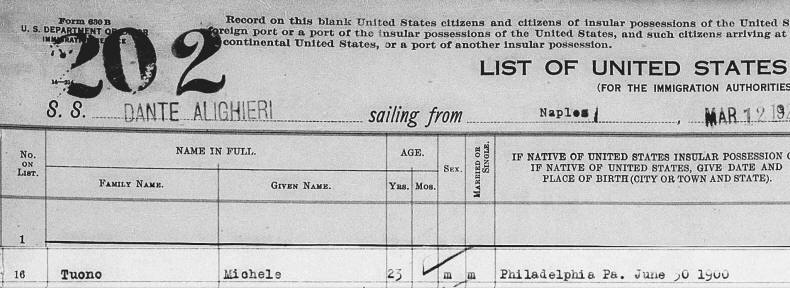 Form 630 B
U. S. DEPARTMENT OF LABOR
IMMIGRATION SERVICE
202
Record on this blank United States citizens and citizens of insular possessions of the United S
foreign port or a port of the insular possessions of the United States, and such citizens arriving at
continental United States, or a port of another insular possession.
LIST OF UNITED STATES
(FOR THE IMMIGRATION AUTHORITIES
S. S. DANTE ALIGHIERI sailing from Naples, MAR 12 192
No. ON LIST.
NAME IN FULL.
FAMILY NAME.
GIVEN NAME.
AGE.
YRS.
MOS.
SEX.
MARRIED OR SINGLE.
IF NATIVE OF UNITED STATES INSULAR POSSESSION O
IF NATIVE OF UNITED STATES, GIVE DATE AND
PLACE OF BIRTH (CITY OR TOWN AND STATE).
1
16 Tuono Michele 23 m m Philadelphia Pa. June 30 1900